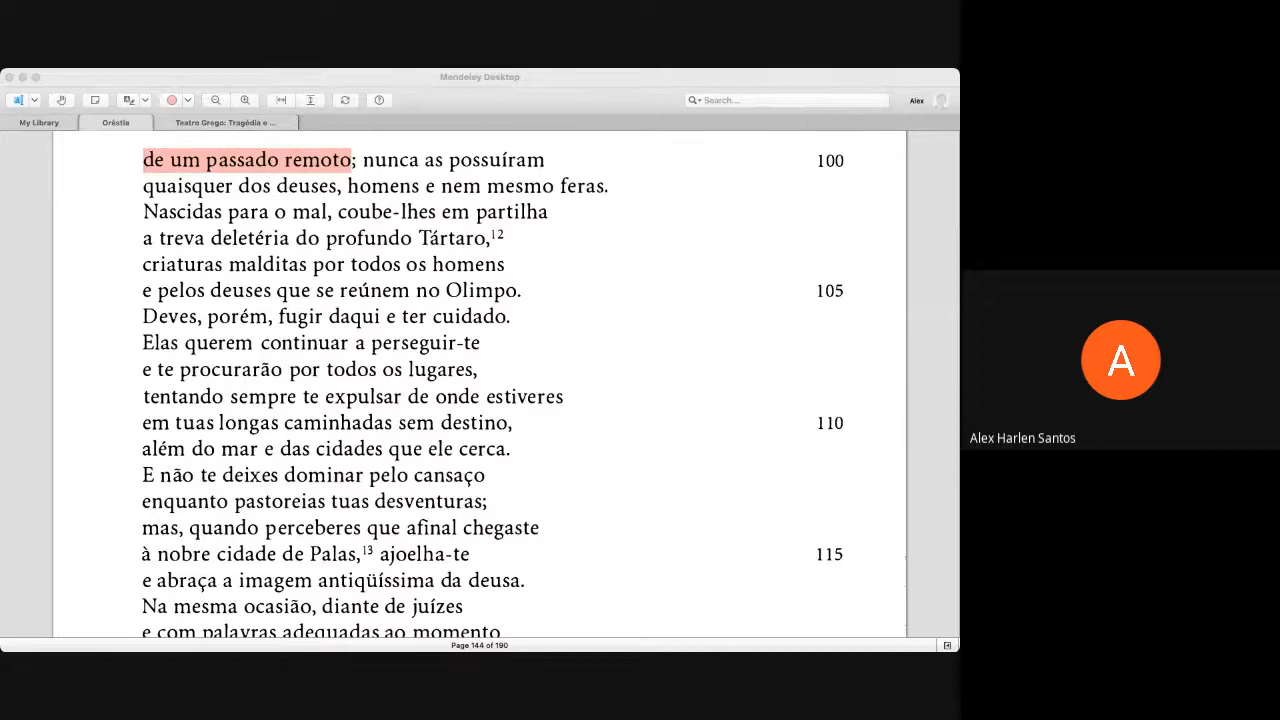 Mendeley Desktop
Search...
Alex
My Library
Oréstia
Teatro Grego: Tragédia e ...
de um passado remoto; nunca as possuíram 100
quaisquer dos deuses, homens e nem mesmo feras.
Nascidas para o mal, coube-lhes em partilha
a treva deletéria do profundo Tártaro,¹²
criaturas malditas por todos os homens
e pelos deuses que se reúnem no Olimpo. 105
Deves, porém, fugir daqui e ter cuidado.
Elas querem continuar a perseguir-te
e te procurarão por todos os lugares,
tentando sempre te expulsar de onde estiveres
em tuas longas caminhadas sem destino, 110
além do mar e das cidades que ele cerca.
E não te deixes dominar pelo cansaço
enquanto pastoreias tuas desventuras;
mas, quando perceberes que afinal chegaste
à nobre cidade de Palas,¹³ ajoelha-te 115
e abraça a imagem antiqüíssima da deusa.
Na mesma ocasião, diante de juízes
e com palavras adequadas ao momento
Page 144 of 190
A
Alex Harlen Santos